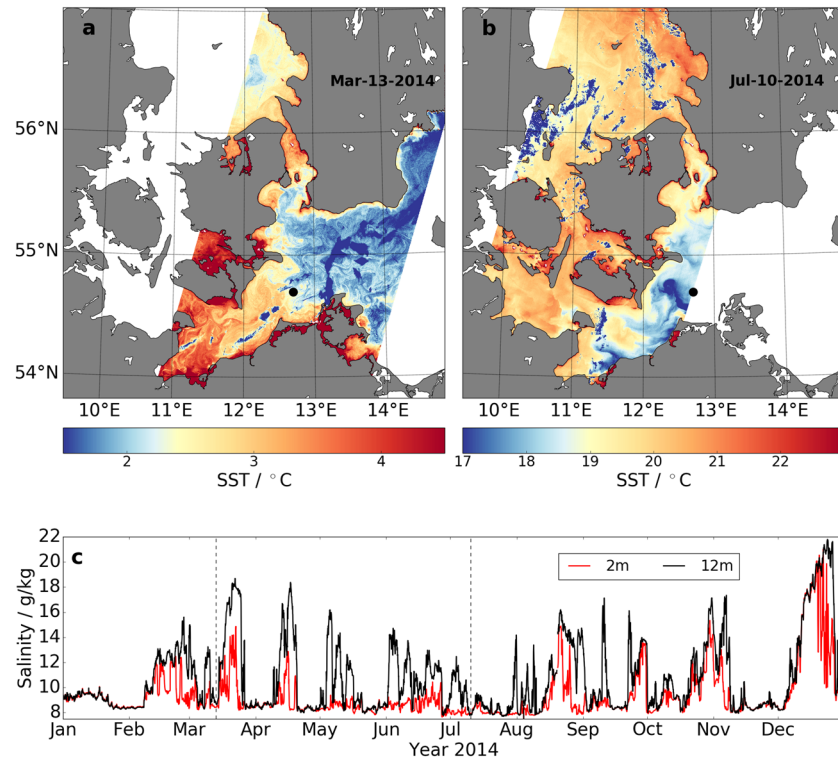 a
Mar-13-2014
b
Jul-10-2014
56°N
55°N
54°N
10°E 11°E 12°E 13°E 14°E
10°E 11°E 12°E 13°E 14°E
2 3 4
SST / °C
17 18 19 20 21 22
SST / °C
c
2m 12m
22
20
18
16
14
12
10
8
Salinity / g/kg
Jan Feb Mar Apr May Jun Jul Aug Sep Oct Nov Dec
Year 2014